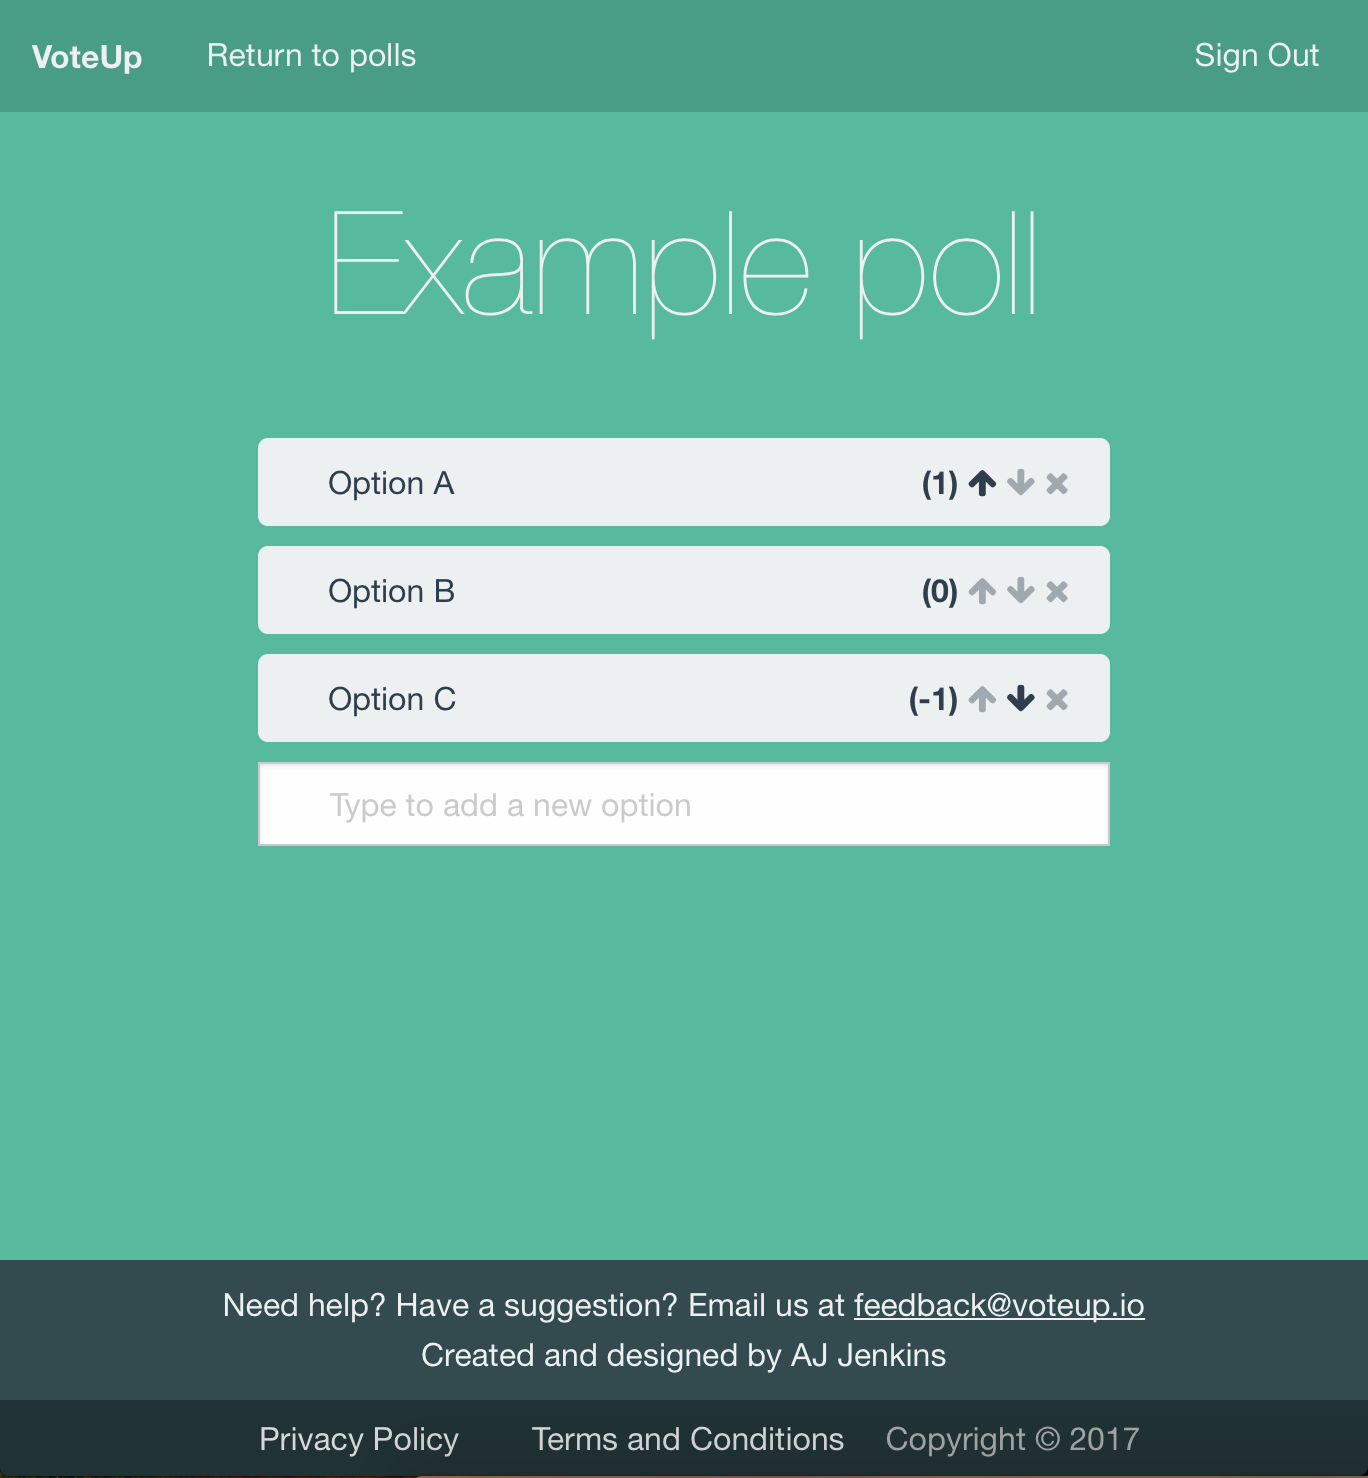 VoteUp Return to polls Sign Out
Example poll
Option A (1)
Option B (0)
Option C (-1)
Type to add a new option
Need help? Have a suggestion? Email us at feedback@voteup.io
Created and designed by AJ Jenkins
Privacy Policy Terms and Conditions Copyright © 2017